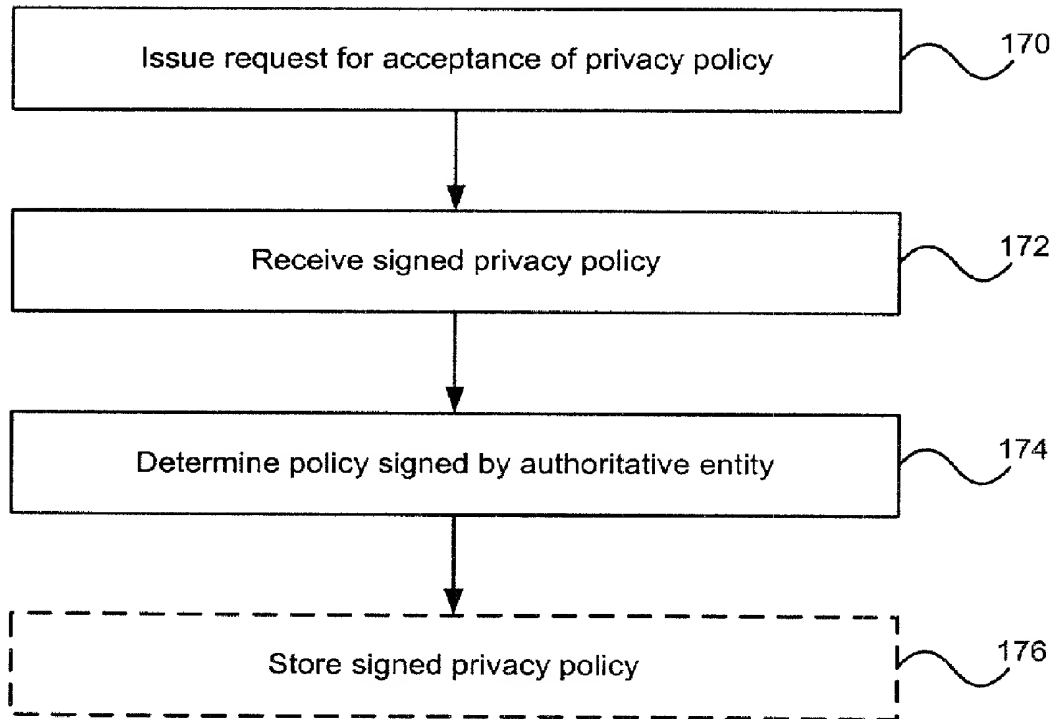 Issue request for acceptance of privacy policy
170
Receive signed privacy policy
172
Determine policy signed by authoritative entity
174
Store signed privacy policy
176